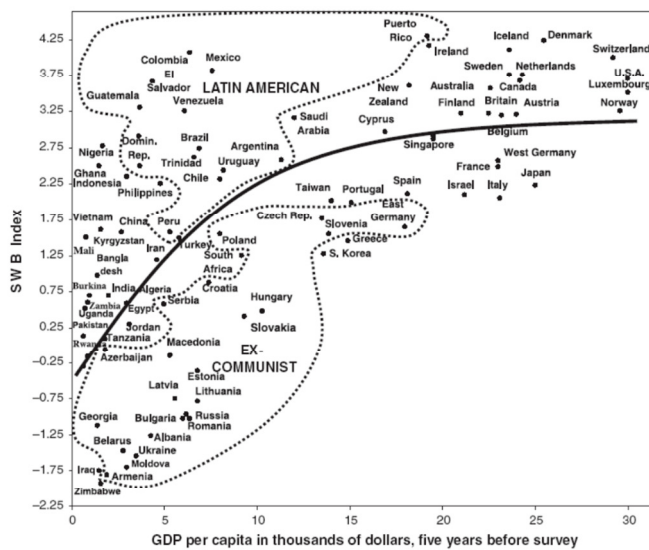 4.25
3.75
3.25
2.75
2.25
1.75
1.25
0.75
0.25
−0.25
−0.75
−1.25
−1.75
−2.25
SWB Index
0
5
10
15
20
25
30
GDP per capita in thousands of dollars, five years before survey
LATIN AMERICAN
EX-
COMMUNIST
Puerto
Rico
Ireland
Iceland
Denmark
Switzerland
Colombia
Mexico
El
Salvador
Guatemala
Venezuela
Sweden
Netherlands
U.S.A.
Luxembourg
Australia
Canada
New
Zealand
Finland
Britain
Austria
Norway
Saudi
Arabia
Cyprus
Belgium
Singapore
Domin.
Rep.
Brazil
Nigeria
Trinidad
Argentina
Uruguay
Chile
Ghana
Indonesia
Philippines
West Germany
France
Japan
Israel
Italy
Taiwan
Portugal
Spain
East
Germany
Czech Rep.
Slovenia
Greece
S. Korea
Vietnam
China
Peru
Kyrgyzstan
Turkey
Poland
Mali
Iran
South
Africa
Bangla
desh
Croatia
Burkina
India
Algeria
Serbia
Zambia
Egypt
Uganda
Hungary
Slovakia
Pakistan
Jordan
Tanzania
Rwanda
Azerbaijan
Macedonia
Estonia
Latvia
Lithuania
Georgia
Bulgaria
Russia
Romania
Albania
Belarus
Ukraine
Moldova
Iraq
Armenia
Zimbabwe